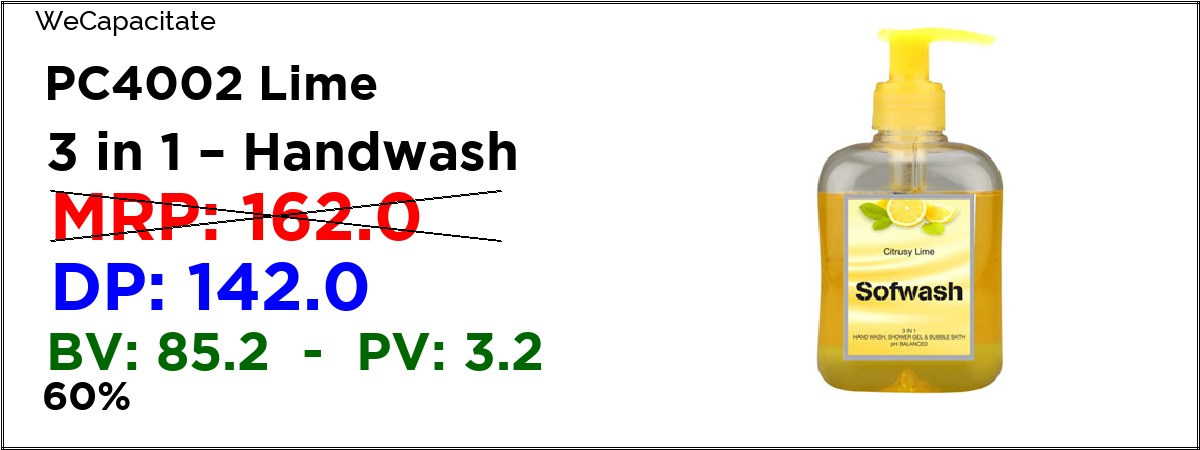 WeCapacitate
PC4002 Lime
3 in 1 – Handwash
MRP: 162.0
DP: 142.0
BV: 85.2 - PV: 3.2
60%
Citrusy Lime
Sofwash
3 IN 1
HAND WASH, SHOWER GEL & BUBBLE BATH
pH BALANCED